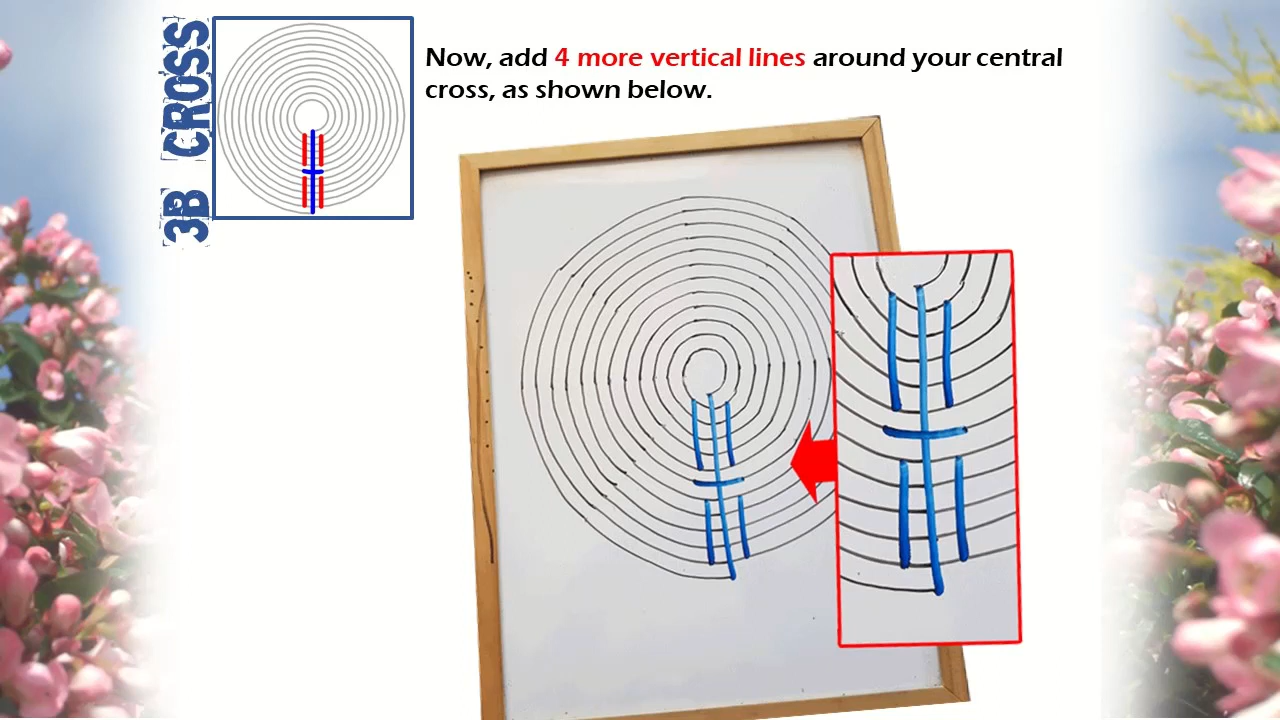 3B CROSS
Now, add 4 more vertical lines around your central
cross, as shown below.